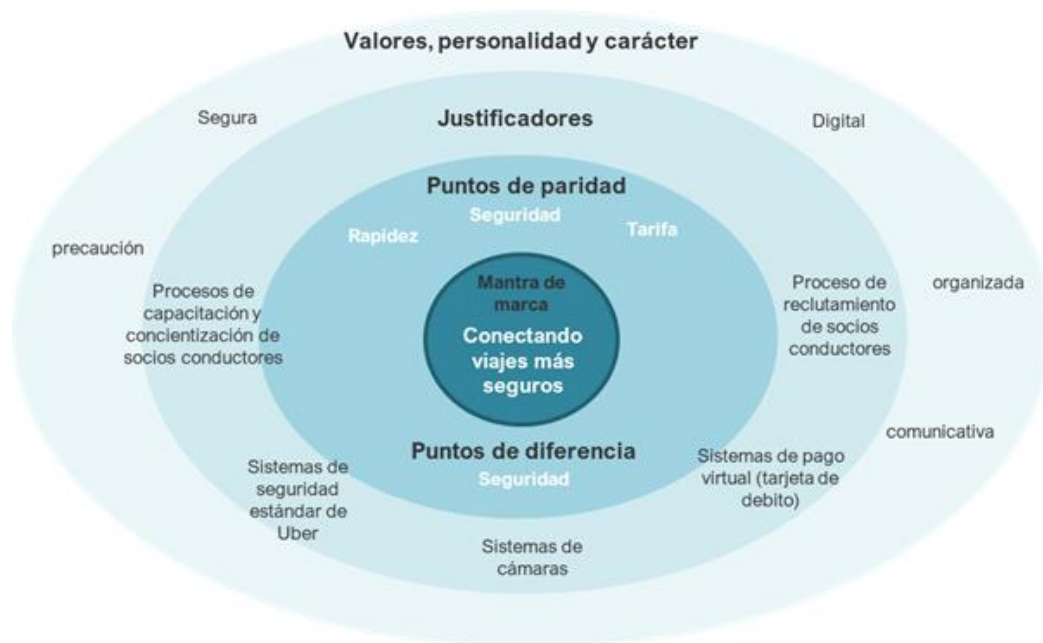 Valores, personalidad y carácter
Segura
Justificadores
Digital
Puntos de paridad
Seguridad
Rapidez
Tarifa
precaución
Mantra de
marca
Conectando
viajes más
seguros
Procesos de
capacitación y
concientización de
socios conductores
Proceso de
reclutamiento
de socios
conductores
organizada
comunicativa
Puntos de diferencia
Seguridad
Sistemas de
seguridad
estándar de
Uber
Sistemas de pago
virtual (tarjeta de
debito)
Sistemas de
cámaras